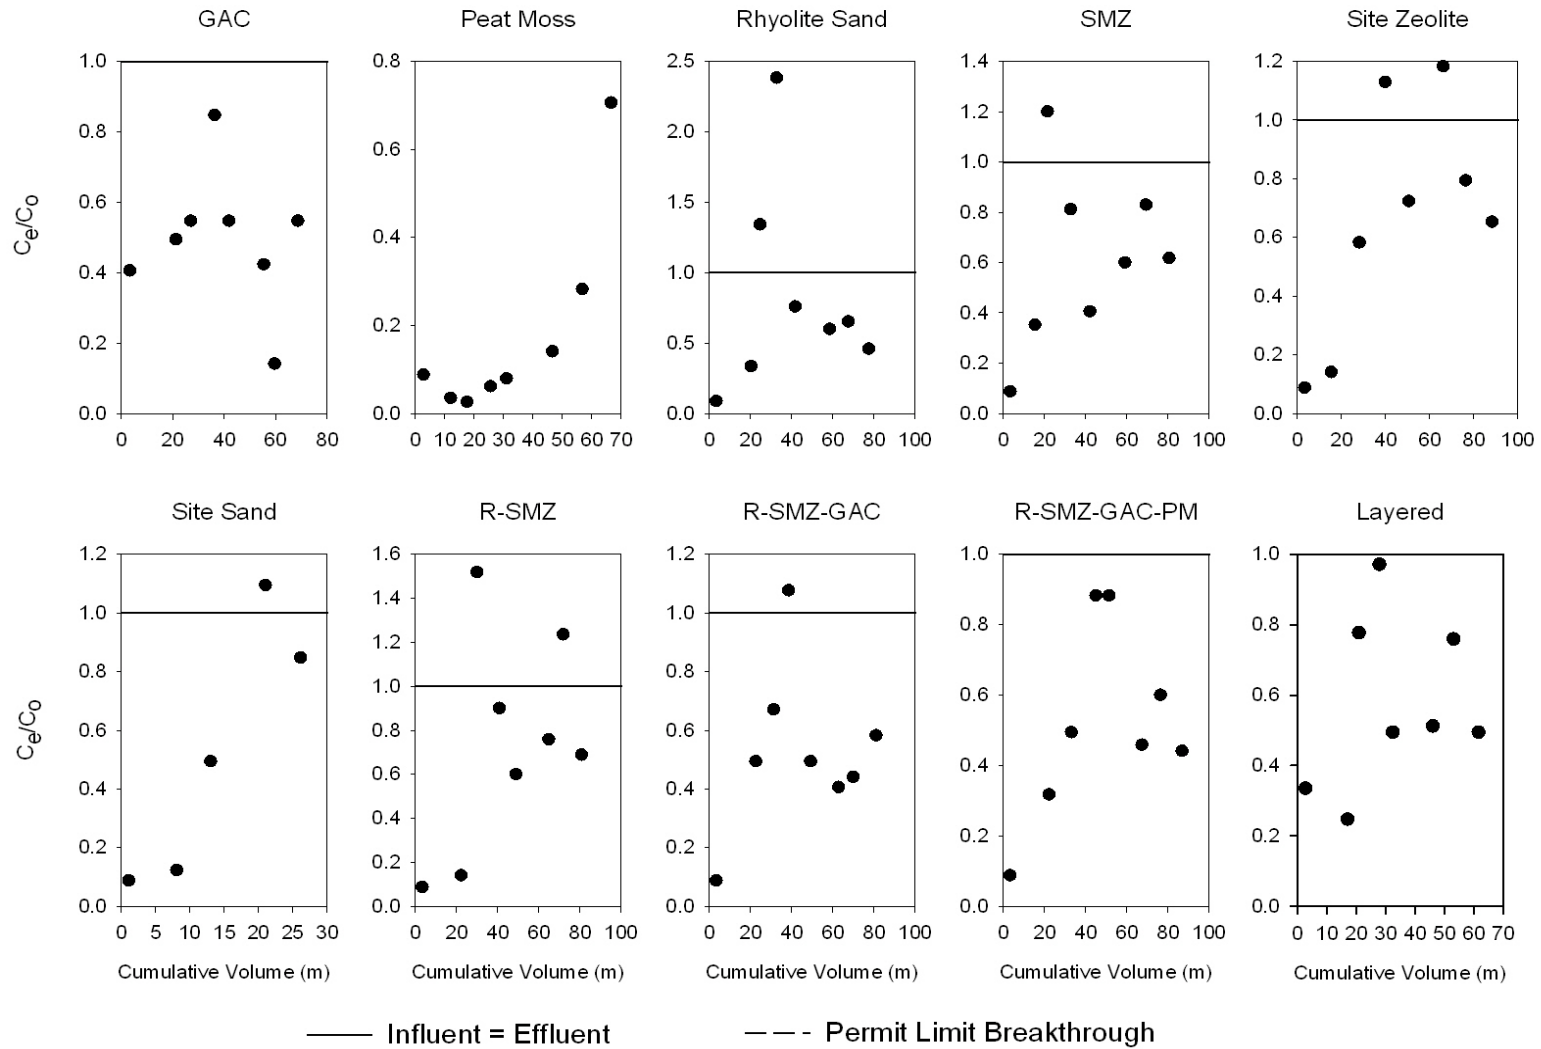 GAC Peat Moss Rhyolite Sand SMZ Site Zeolite
1.0 0.8 2.5 1.4 1.2
1.2 1.0
0.8 0.6 2.0 1.0
0.8
0.6 1.5 0.8
0.4 0.6
0.4 1.0 0.6
0.4
0.2 0.4
0.2 0.5 0.2 0.2
0.0 0.0 0.0 0.0 0.0
Ce/Co
0 20 40 60 80 0 10 20 30 40 50 60 70 0 20 40 60 80 100 0 20 40 60 80 100 0 20 40 60 80 100
Site Sand R-SMZ R-SMZ-GAC R-SMZ-GAC-PM Layered
1.2 1.6 1.2 1.0 1.0
1.0 1.4 1.0
0.8 1.2 0.8 0.8 0.8
1.0
0.6 0.8 0.6 0.6 0.6
0.4 0.6 0.4 0.4 0.4
0.4
0.2 0.2 0.2 0.2 0.2
0.0 0.0 0.0 0.0 0.0
Ce/Co
0 5 10 15 20 25 30 0 20 40 60 80 100 0 20 40 60 80 100 0 20 40 60 80 100 0 10 20 30 40 50 60 70
Cumulative Volume (m) Cumulative Volume (m) Cumulative Volume (m) Cumulative Volume (m) Cumulative Volume (m)
Influent = Effluent Permit Limit Breakthrough